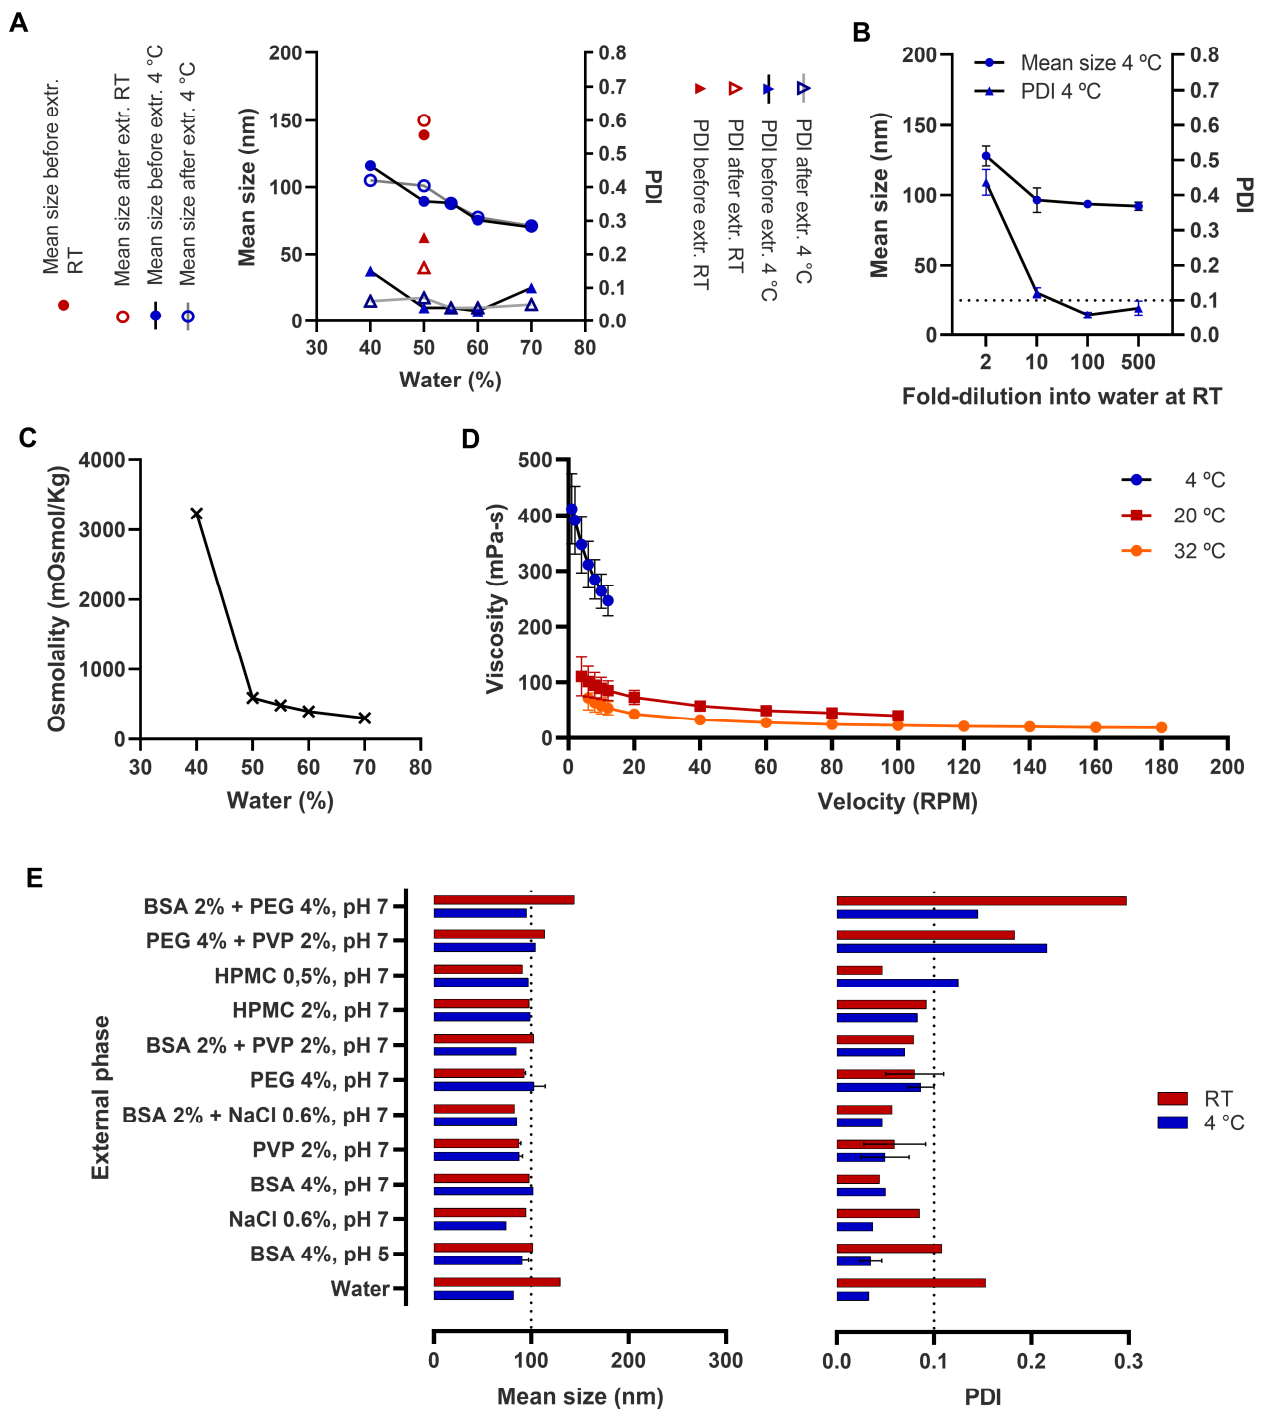 A
Mean size before extr.
RT
Mean size after extr. RT
Mean size before extr. 4 °C
Mean size after extr. 4 °C
200
150
100
50
0
Mean size (nm)
30 40 50 60 70 80
Water (%)
0.8
0.7
0.6
0.5
0.4
0.3
0.2
0.1
0.0
PDI
PDI before extr. RT
PDI after extr. RT
PDI before extr. 4 °C
PDI after extr. 4 °C
B
Mean size 4 ºC
PDI 4 ºC
200
150
100
50
0
Mean size (nm)
2 10 100 500
Fold-dilution into water at RT
0.8
0.7
0.6
0.5
0.4
0.3
0.2
0.1
0.0
PDI
C
4000
3000
2000
1000
0
Osmolality (mOsmol/Kg)
30 40 50 60 70 80
Water (%)
D
500
400
300
200
100
0
Viscosity (mPa-s)
0 20 40 60 80 100 120 140 160 180 200
Velocity (RPM)
4 ºC
20 ºC
32 ºC
E
External phase
BSA 2% + PEG 4%, pH 7
PEG 4% + PVP 2%, pH 7
HPMC 0,5%, pH 7
HPMC 2%, pH 7
BSA 2% + PVP 2%, pH 7
PEG 4%, pH 7
BSA 2% + NaCl 0.6%, pH 7
PVP 2%, pH 7
BSA 4%, pH 7
NaCl 0.6%, pH 7
BSA 4%, pH 5
Water
0 100 200 300
Mean size (nm)
0.0 0.1 0.2 0.3
PDI
RT
4 °C